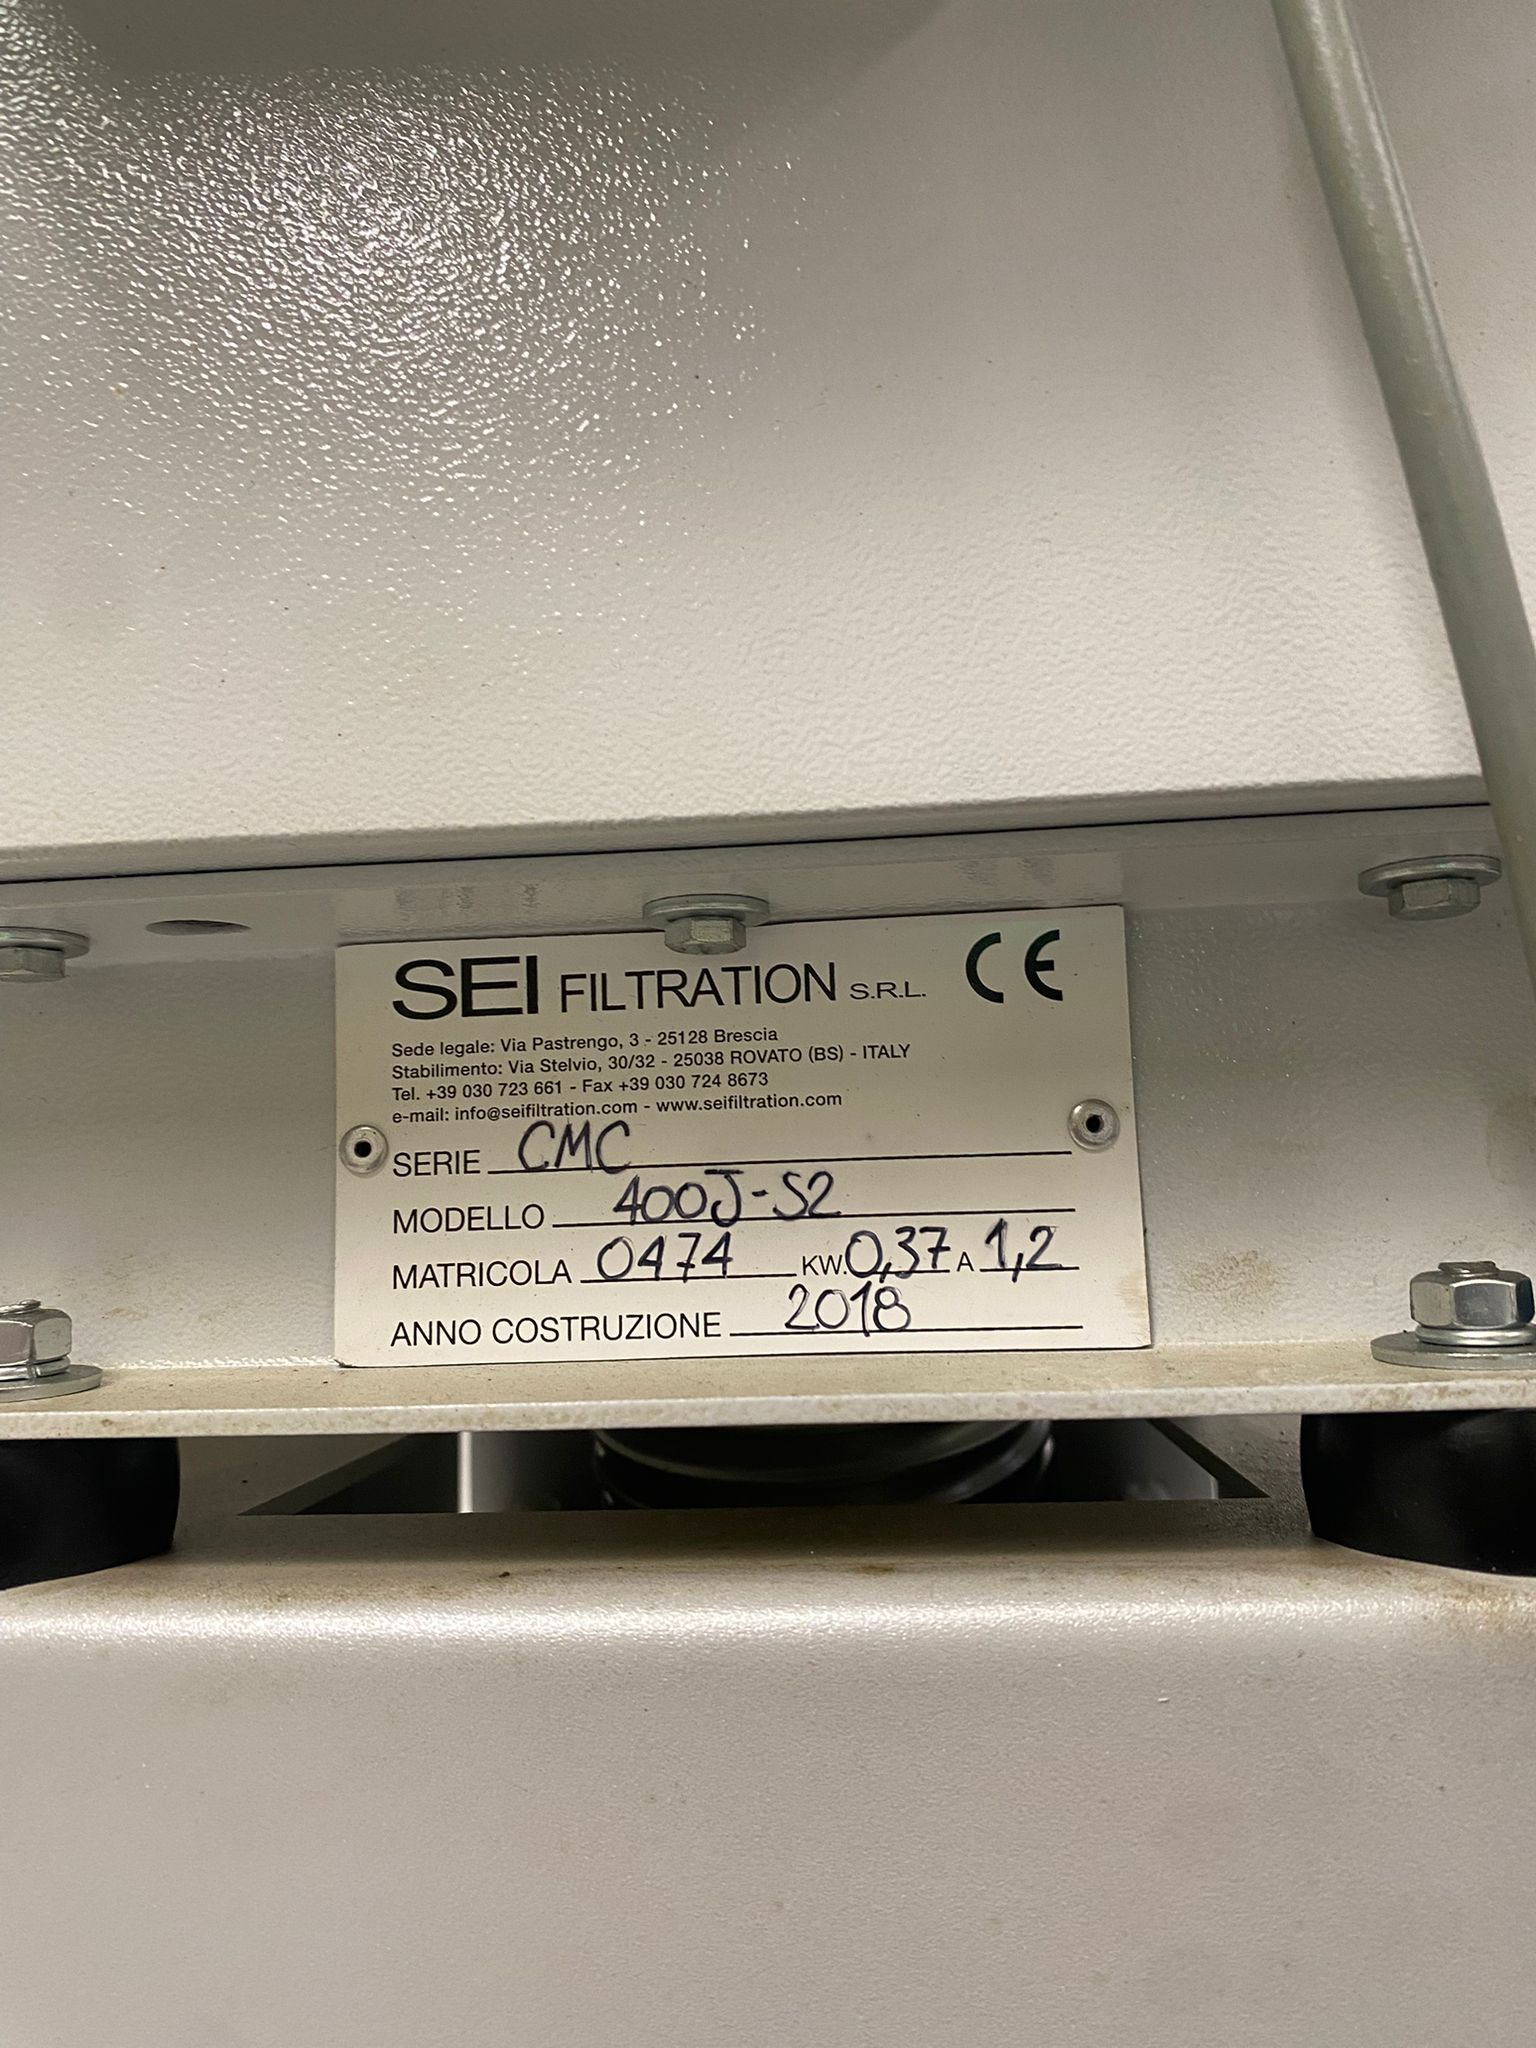 SEI FILTRATION S.R.L. CE
Sede legale: Via Pastrengo, 3 - 25128 Brescia
Stabilimento: Via Stelvio, 30/32 - 25038 ROVATO (BS) - ITALY
Tel. +39 030 723 661 - Fax +39 030 724 8673
e-mail: info@seifiltration.com - www.seifiltration.com
SERIE CMC
MODELLO 400J-S2
MATRICOLA 0474 KW. 0,37 A 1,2
ANNO COSTRUZIONE 2018